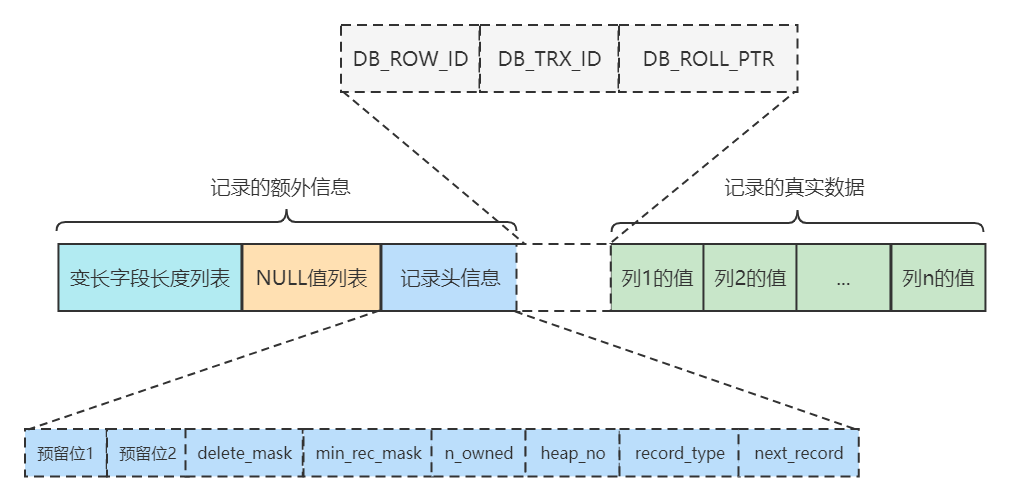 DB_ROW_ID DB_TRX_ID DB_ROLL_PTR
记录的额外信息 记录的真实数据
变长字段长度列表 NULL值列表 记录头信息 列1的值 列2的值 ... 列n的值
预留位1 预留位2 delete_mask min_rec_mask n_owned heap_no record_type next_record